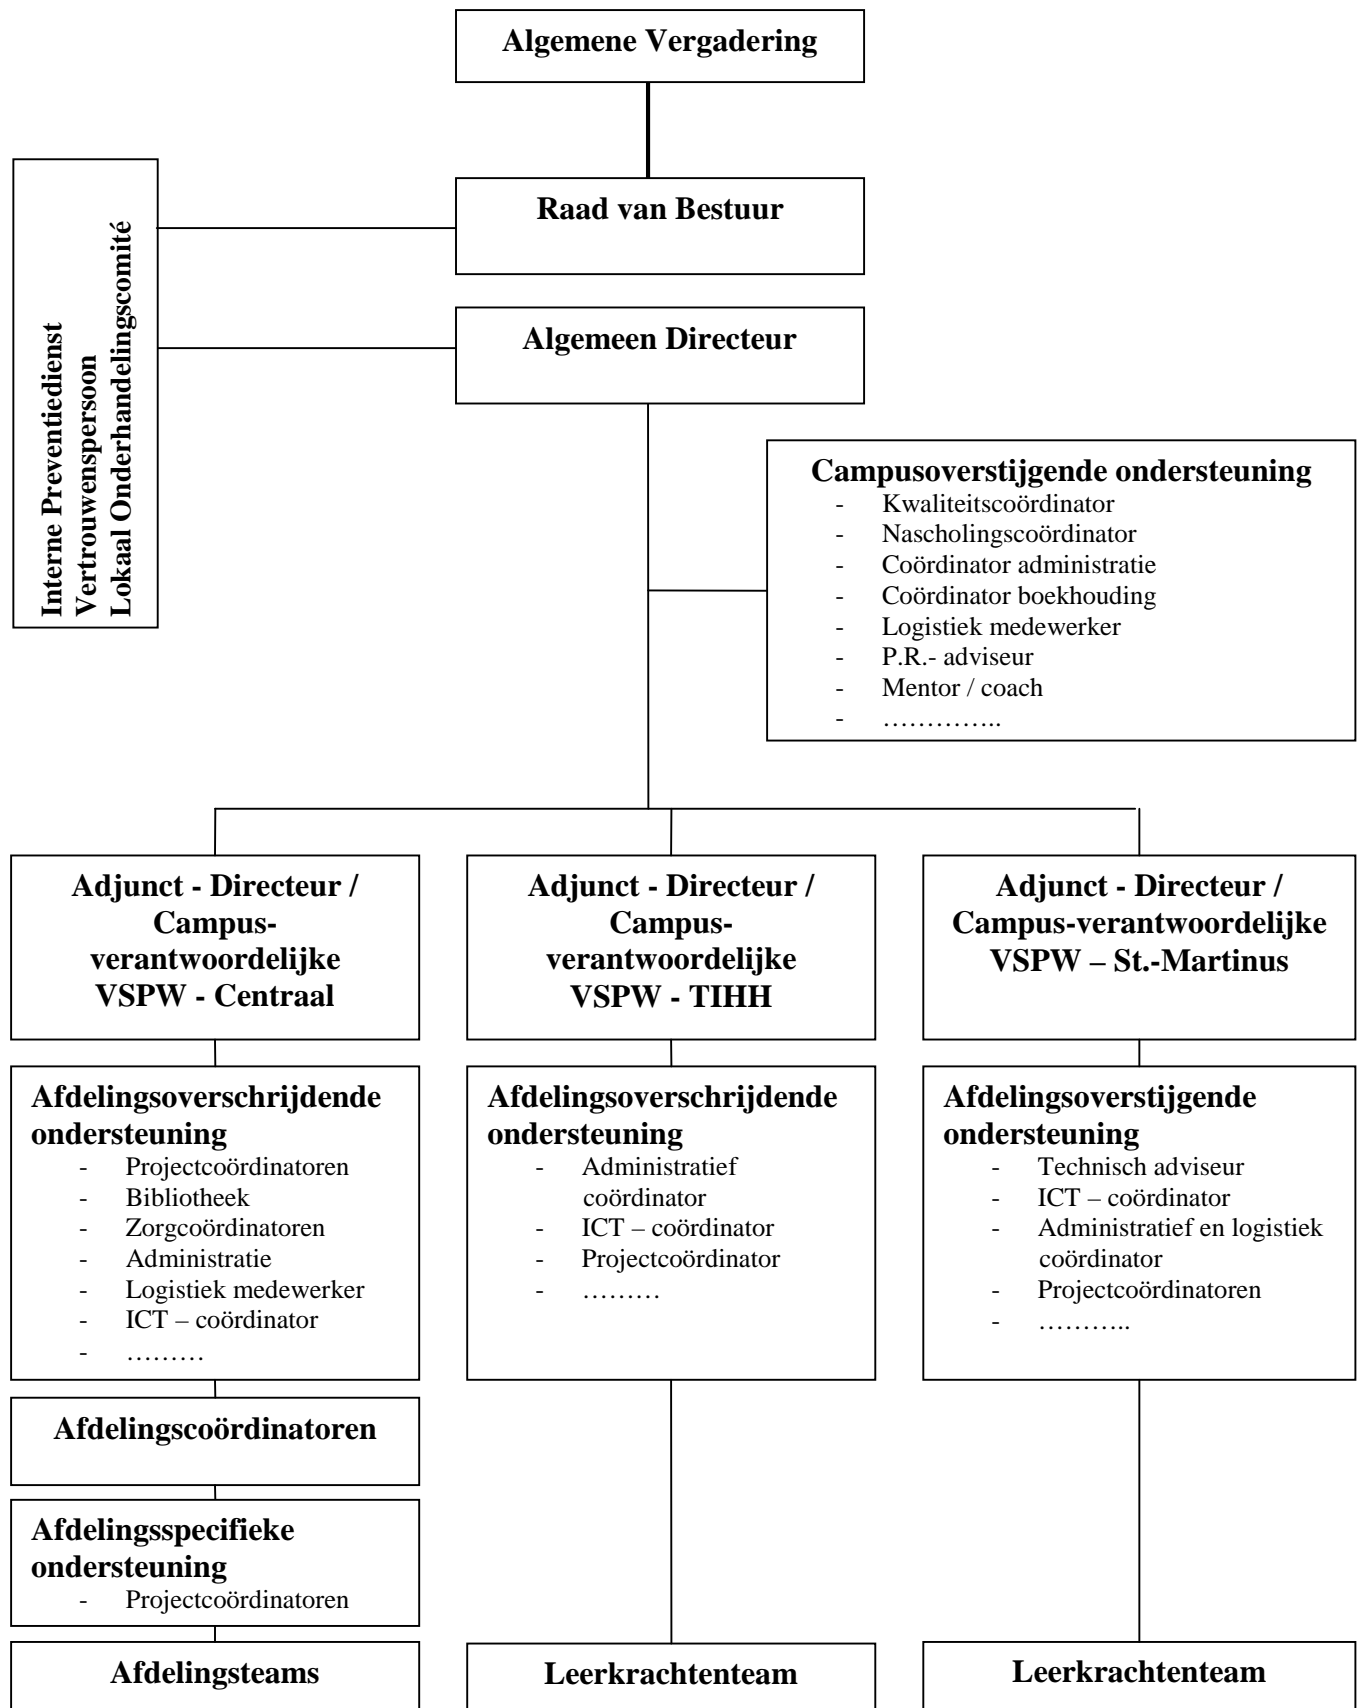 Algemene Vergadering
Raad van Bestuur
Interne Preventiedienst
Vertrouwenspersoon
Lokaal Onderhandelingscomité
Algemeen Directeur
Campusoverstijgende ondersteuning
- Kwaliteitscoördinator
- Nascholingscoördinator
- Coördinator administratie
- Coördinator boekhouding
- Logistiek medewerker
- P.R.- adviseur
- Mentor / coach
- …………..
Adjunct - Directeur /
Campus-
verantwoordelijke
VSPW - Centraal
Adjunct - Directeur /
Campus-
verantwoordelijke
VSPW - TIHH
Adjunct - Directeur /
Campus-verantwoordelijke
VSPW – St.-Martinus
Afdelingsoverschrijdende
ondersteuning
- Projectcoördinatoren
- Bibliotheek
- Zorgcoördinatoren
- Administratie
- Logistiek medewerker
- ICT – coördinator
- ………
Afdelingsoverschrijdende
ondersteuning
- Administratief
coördinator
- ICT – coördinator
- Projectcoördinator
- ………
Afdelingsoverstijgende
ondersteuning
- Technisch adviseur
- ICT – coördinator
- Administratief en logistiek
coördinator
- Projectcoördinatoren
- ………..
Afdelingscoördinatoren
Afdelingsspecifieke
ondersteuning
- Projectcoördinatoren
Afdelingsteams
Leerkrachtenteam
Leerkrachtenteam